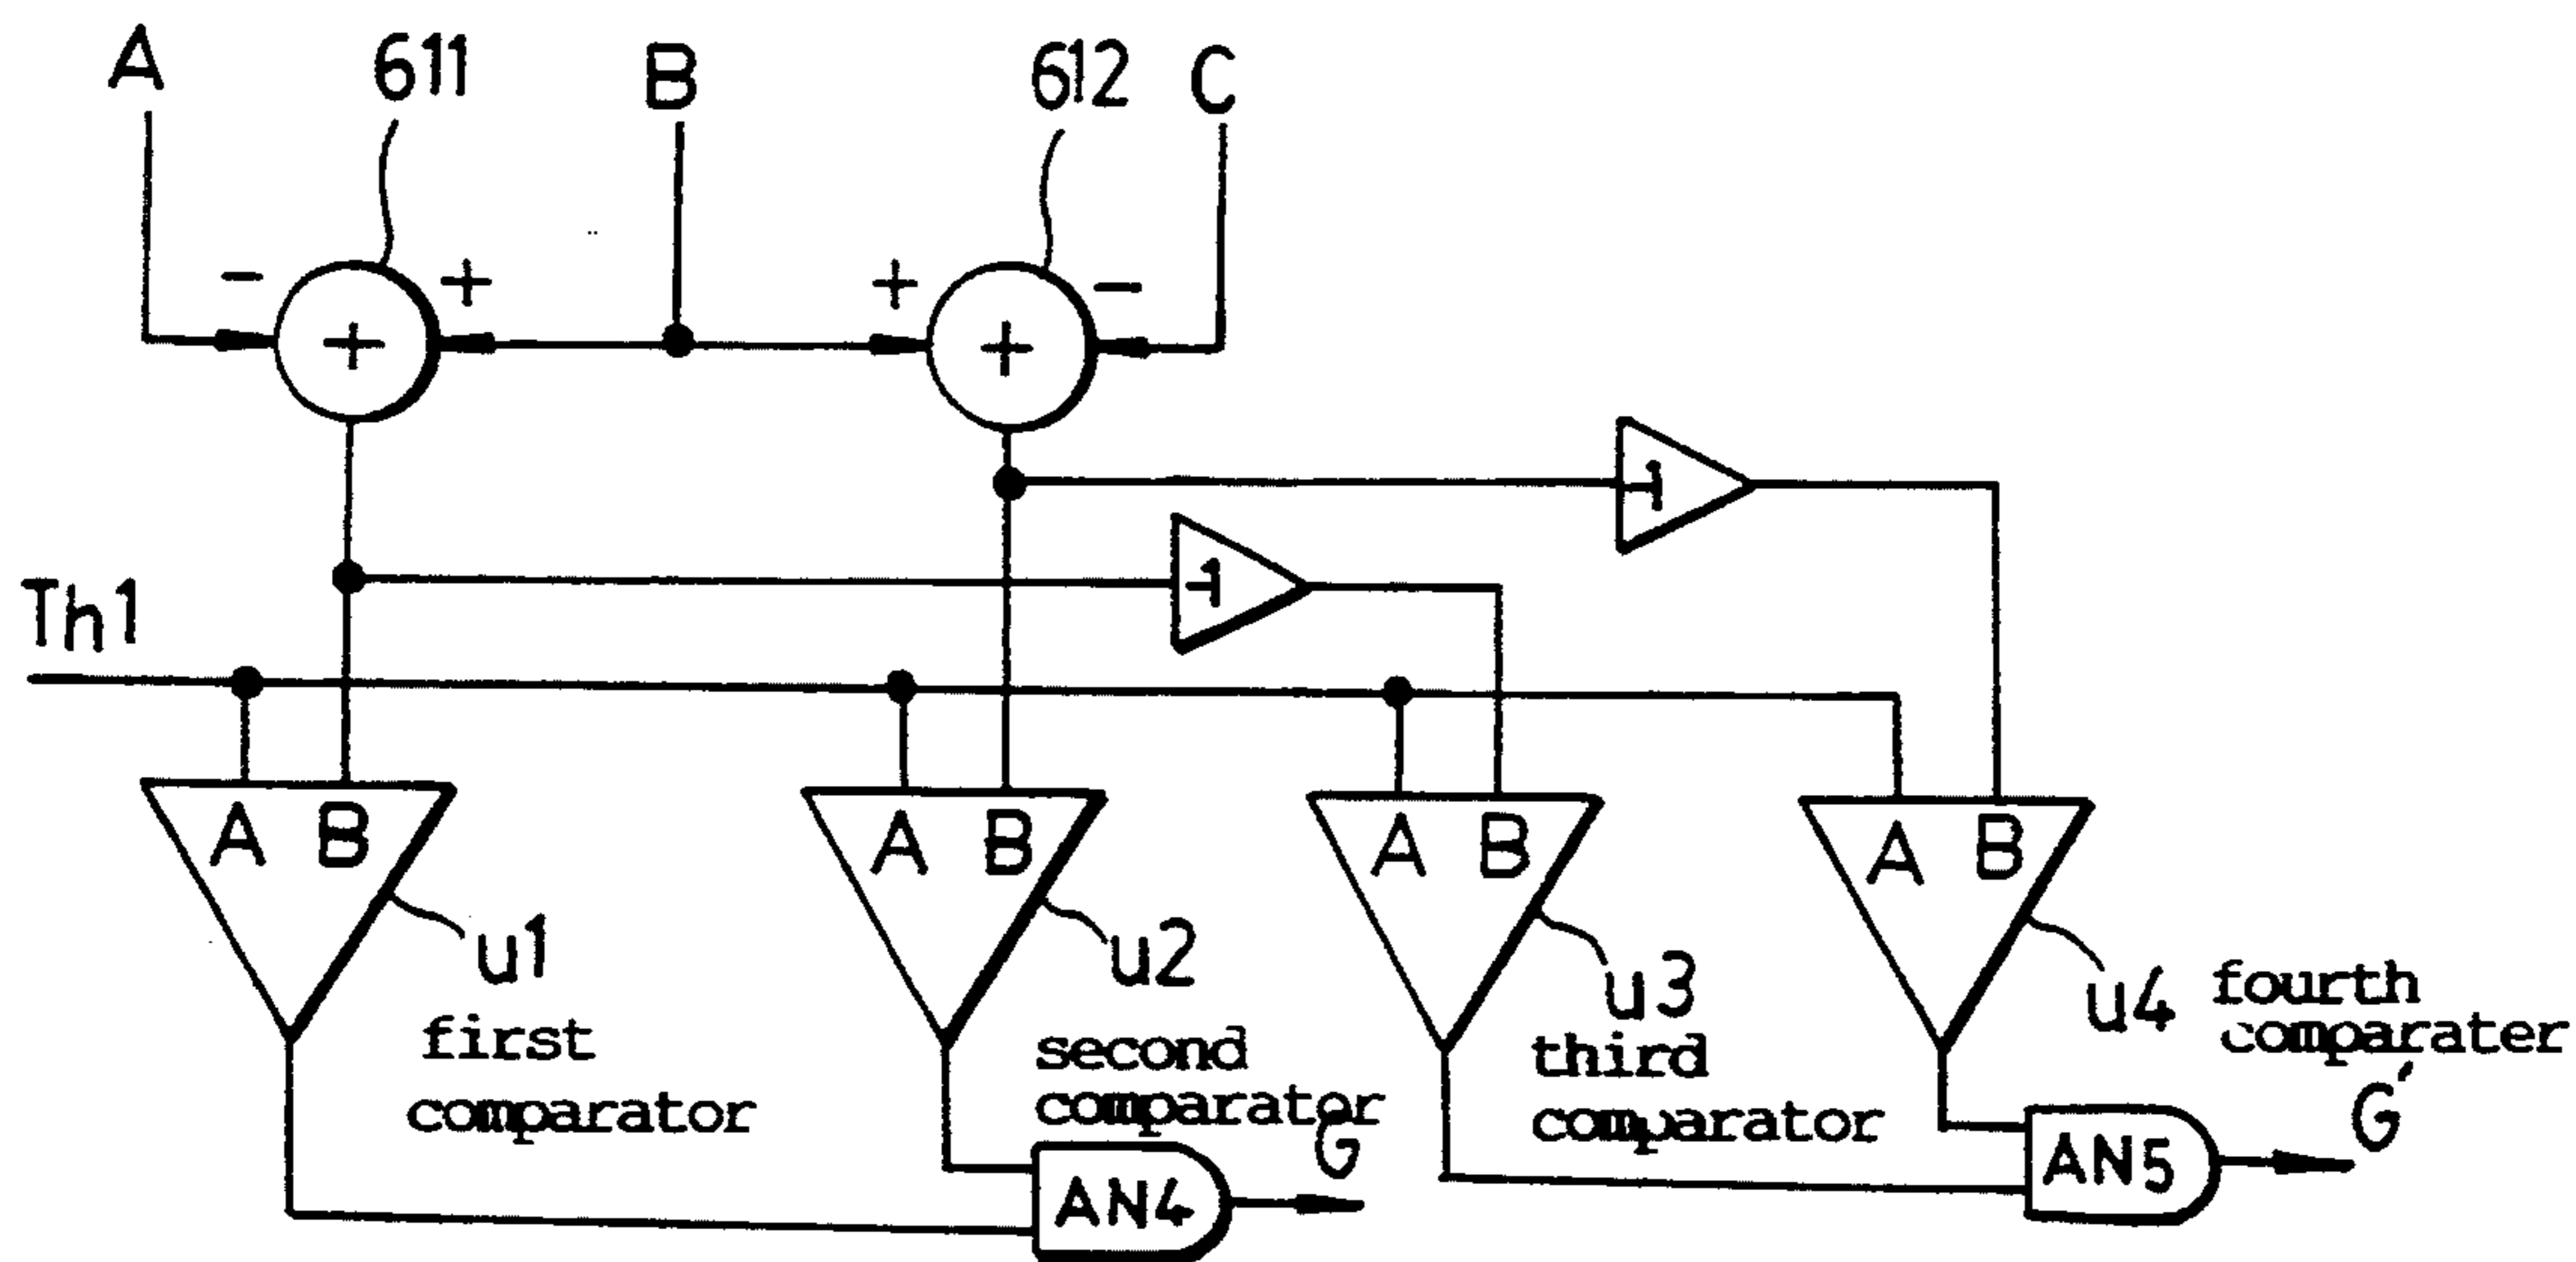 A
611
B
612
C
-
+
+
-
+
+
-1
-1
Th1
A B
A B
A B
A B
u1
u2
u3
u4
first
comparator
second
comparator
third
comparator
fourth
comparater
G
G'
AN4
AN5